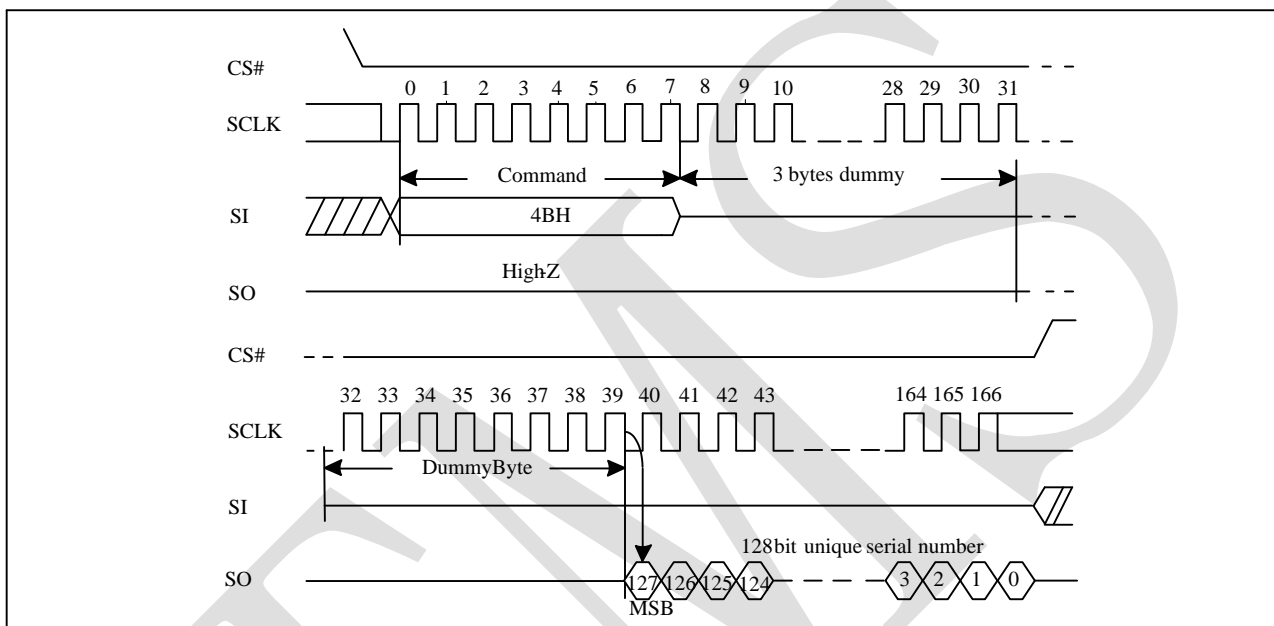 CS#
0 1 2 3 4 5 6 7 8 9 10 28 29 30 31
SCLK
Command 3 bytes dummy
SI 4BH
High-Z
SO
CS#
32 33 34 35 36 37 38 39 40 41 42 43 164 165 166
SCLK
DummyByte
SI
128bit unique serial number
SO 127 126 125 124 3 2 1 0
MSB